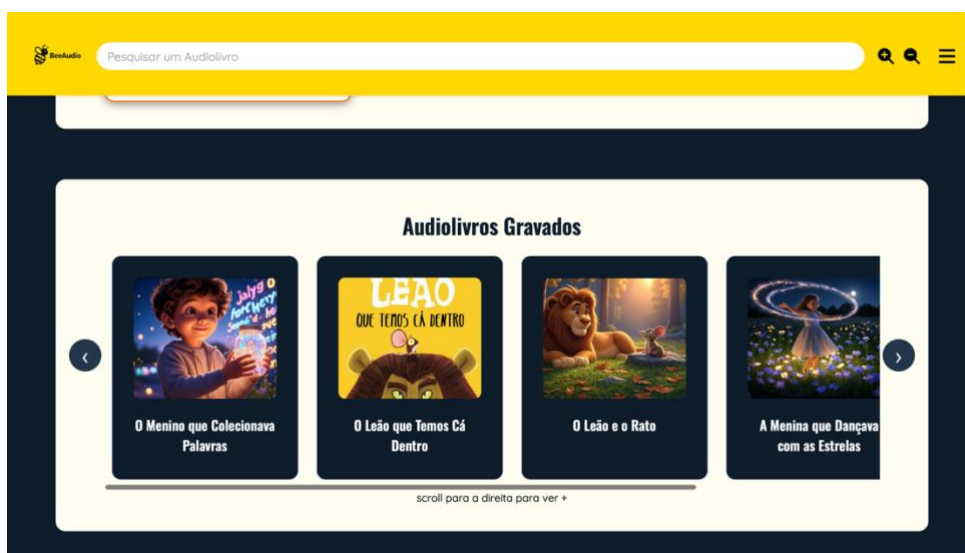 BeeAudio
Pesquisar um Audiolivro
Audiolivros Gravados
‹
LEÃO
QUE TEMOS CÁ DENTRO
›
O Menino que Colecionava
Palavras
O Leão que Temos Cá
Dentro
O Leão e o Rato
A Menina que Dançava
com as Estrelas
scroll para a direita para ver +